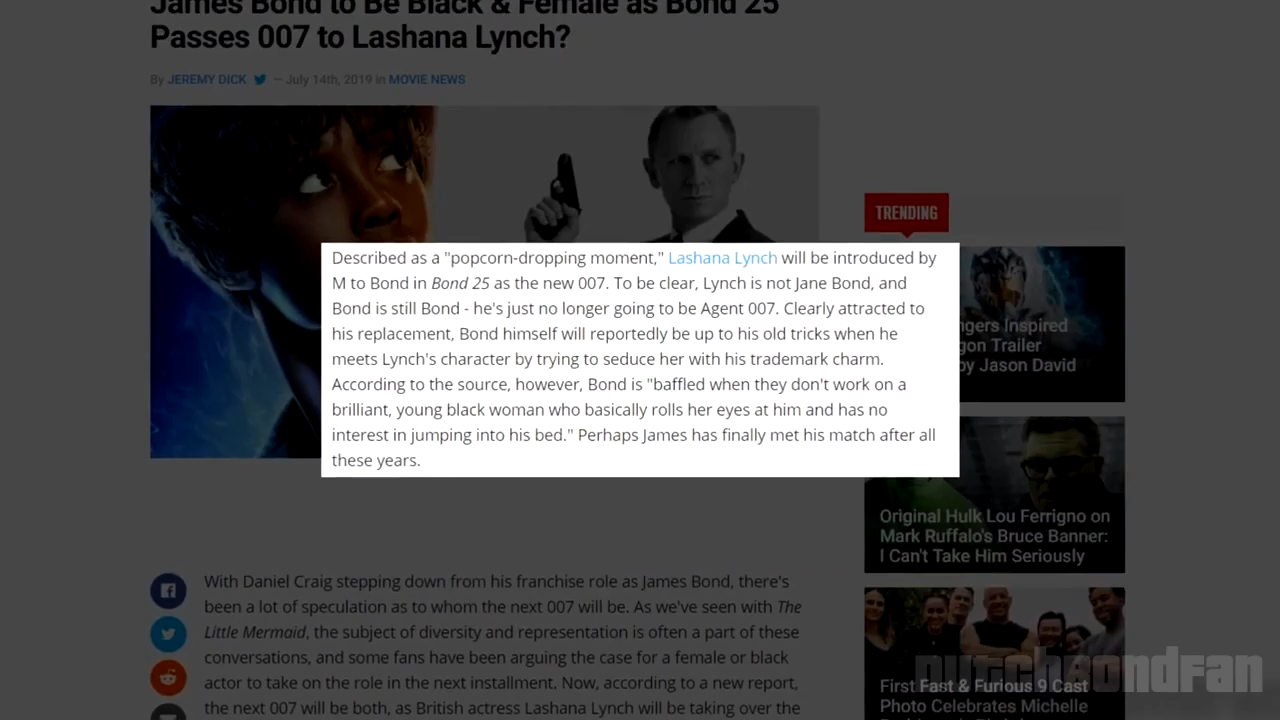 James Bond to Be Black & Female as Bond 25
Passes 007 to Lashana Lynch?
By JEREMY DICK — July 14th, 2019 in MOVIE NEWS
TRENDING
Described as a "popcorn-dropping moment," Lashana Lynch will be introduced by
M to Bond in Bond 25 as the new 007. To be clear, Lynch is not Jane Bond, and
Bond is still Bond - he's just no longer going to be Agent 007. Clearly attracted to
his replacement, Bond himself will reportedly be up to his old tricks when he
meets Lynch's character by trying to seduce her with his trademark charm.
According to the source, however, Bond is "baffled when they don't work on a
brilliant, young black woman who basically rolls her eyes at him and has no
interest in jumping into his bed." Perhaps James has finally met his match after all
these years.
ngers Inspired
gon Trailer
by Jason David
Original Hulk Lou Ferrigno on
Mark Ruffalo's Bruce Banner:
I Can't Take Him Seriously
With Daniel Craig stepping down from his franchise role as James Bond, there's
been a lot of speculation as to whom the next 007 will be. As we've seen with The
Little Mermaid, the subject of diversity and representation is often a part of these
conversations, and some fans have been arguing the case for a female or black
actor to take on the role in the next installment. Now, according to a new report,
the next 007 will be both, as British actress Lashana Lynch will be taking over the
First Fast & Furious 9 Cast
Photo Celebrates Michelle
DutchBondFan